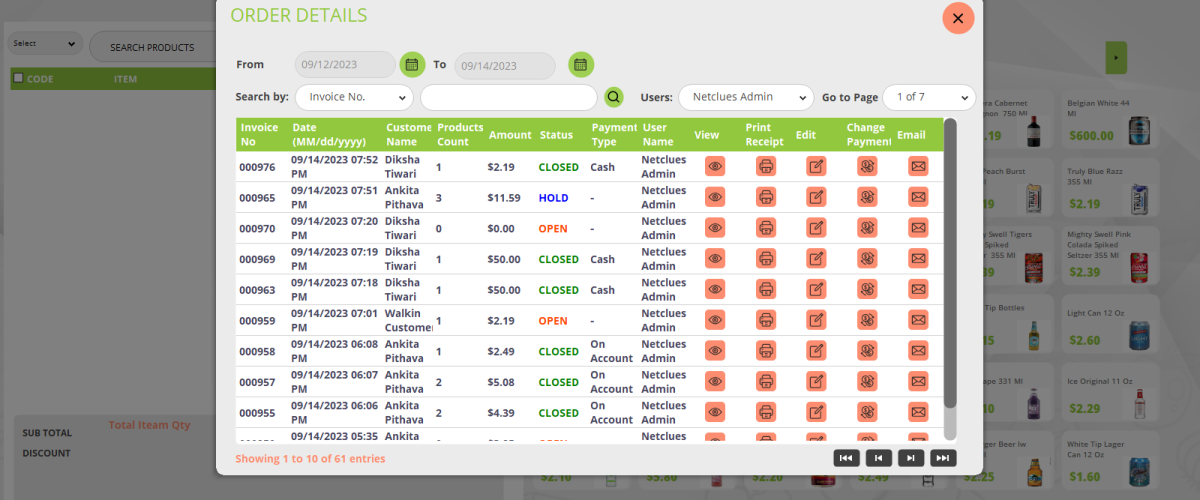 ORDER DETAILS
Select
SEARCH PRODUCTS
CODE ITEM
From 09/12/2023 To 09/14/2023
Search by: Invoice No. Users: Netclues Admin Go to Page 1 of 7
Invoice No Date (MM/dd/yyyy) Custome Name Products Count Amount Status Payment Type User Name View Print Receipt Edit Change Payment Email
000976 09/14/2023 07:52 PM Diksha Tiwari 1 $2.19 CLOSED Cash Netclues Admin
000965 09/14/2023 07:51 PM Ankita Pithava 3 $11.59 HOLD - Netclues Admin
000970 09/14/2023 07:20 PM Diksha Tiwari 0 $0.00 OPEN - Netclues Admin
000969 09/14/2023 07:19 PM Diksha Tiwari 1 $50.00 CLOSED Cash Netclues Admin
000963 09/14/2023 07:18 PM Diksha Tiwari 1 $50.00 CLOSED Cash Netclues Admin
000959 09/14/2023 07:01 PM Walkin Custome 1 $2.19 OPEN - Netclues Admin
000958 09/14/2023 06:08 PM Ankita Pithava 1 $2.49 CLOSED On Account Netclues Admin
000957 09/14/2023 06:07 PM Ankita Pithava 2 $5.08 CLOSED On Account Netclues Admin
000955 09/14/2023 06:06 PM Ankita Pithava 2 $4.39 CLOSED On Account Netclues Admin
09/14/2023 05:35 Ankita Netclues
Showing 1 to 10 of 61 entries
SUB TOTAL Total Iteam Qty
DISCOUNT
ra Cabernet
750 Ml
.19
Belgian White 44
Ml
$600.00
Peach Burst
19
Truly Blue Razz
355 Ml
$2.19
y Swell Tigers
Spiked
355 Ml
39
Mighty Swell Pink
Colada Spiked
Seltzer 355 Ml
$2.39
Tip Bottles
15
Light Can 12 Oz
$2.60
ape 331 Ml
10
Ice Original 11 Oz
$2.29
ger Beer Iw
$2.25
White Tip Lager
Can 12 Oz
$1.60
$2.10 $5.80 $2.20 $2.49